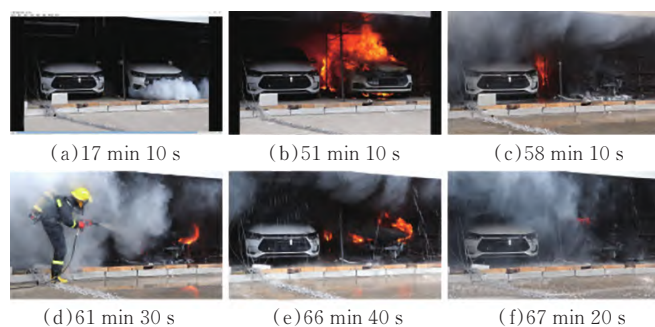 (a)17 min 10 s
(b)51 min 10 s
(c)58 min 10 s
(d)61 min 30 s
(e)66 min 40 s
(f)67 min 20 s